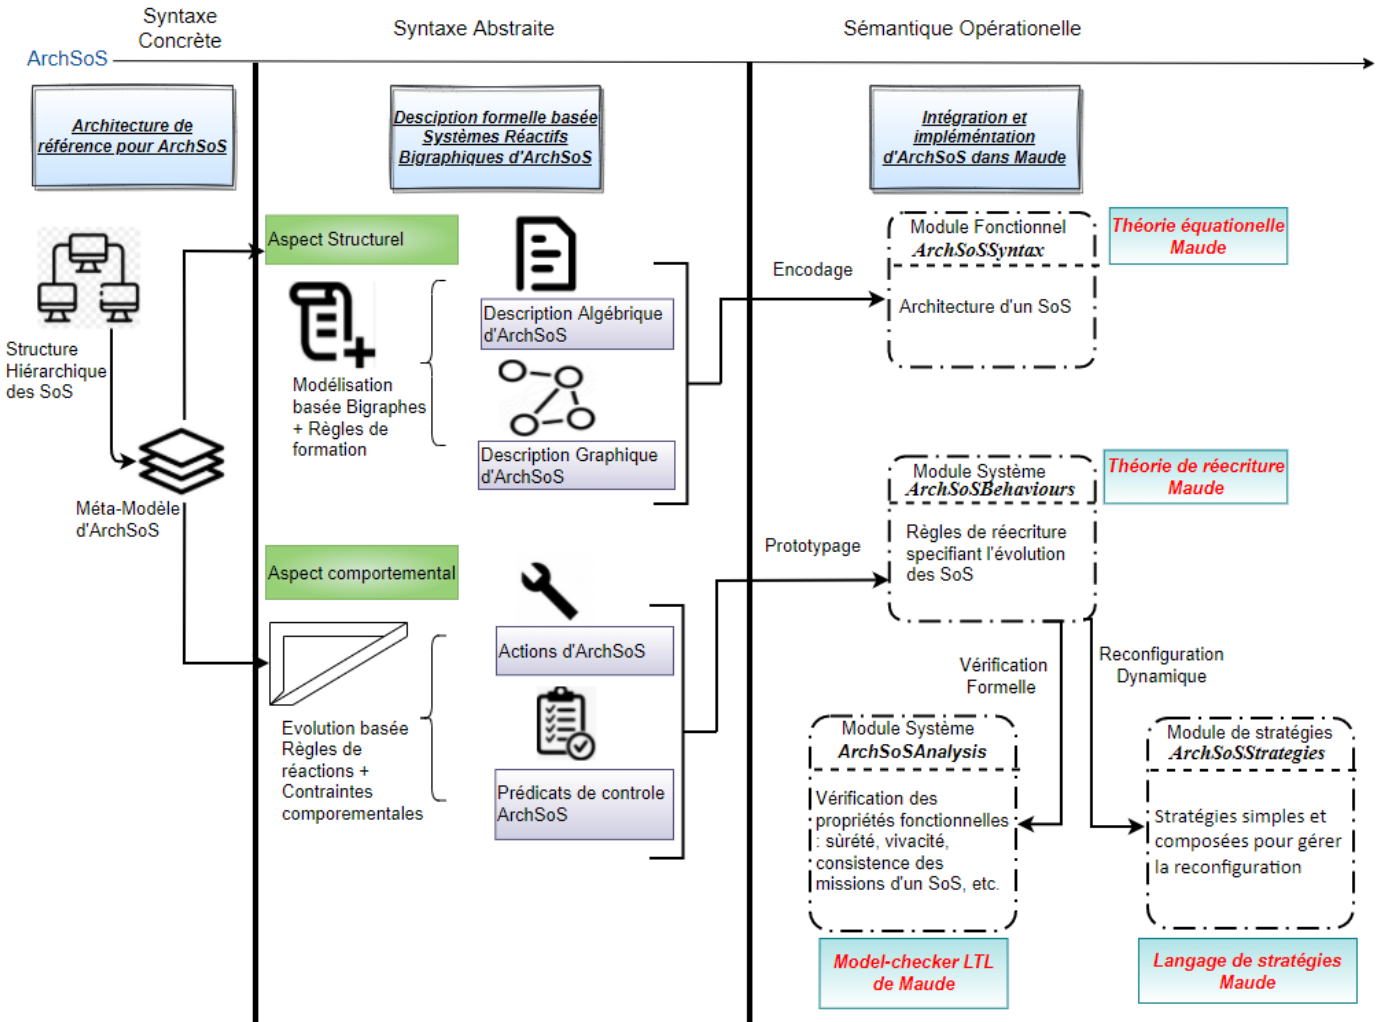 Syntaxe
Concrète
Syntaxe Abstraite
Sémantique Opérationelle
ArchSoS
Architecture de
référence pour ArchSoS
Desciption formelle basée
Systèmes Réactifs
Bigraphiques d'ArchSoS
Intégration et
impléméntation
d'ArchSoS dans Maude
Structure
Hiérarchique
des SoS
Méta-Modèle
d'ArchSoS
Aspect Structurel
Modélisation
basée Bigraphes
+ Règles de
formation
Description Algébrique
d'ArchSoS
Description Graphique
d'ArchSoS
Encodage
Module Fonctionnel
ArchSoSSyntax
Architecture d'un SoS
Théorie équationelle
Maude
Aspect comportemental
Evolution basée
Règles de
réactions +
Contraintes
comporementales
Actions d'ArchSoS
Prédicats de controle
ArchSoS
Prototypage
Module Système
ArchSoSBehaviours
Règles de réecriture
specifiant l'évolution
des SoS
Théorie de réecriture
Maude
Vérification
Formelle
Reconfiguration
Dynamique
Module Système
ArchSoSAnalysis
Vérification des
propriétés fonctionnelles
: sùrété, vivacité,
consistence des
missions d'un SoS, etc.
Model-checker LTL
de Maude
Module de stratégies
ArchSoSStrategies
Stratégies simples et
composées pour gérer
la reconfiguration
Langage de stratégies
Maude